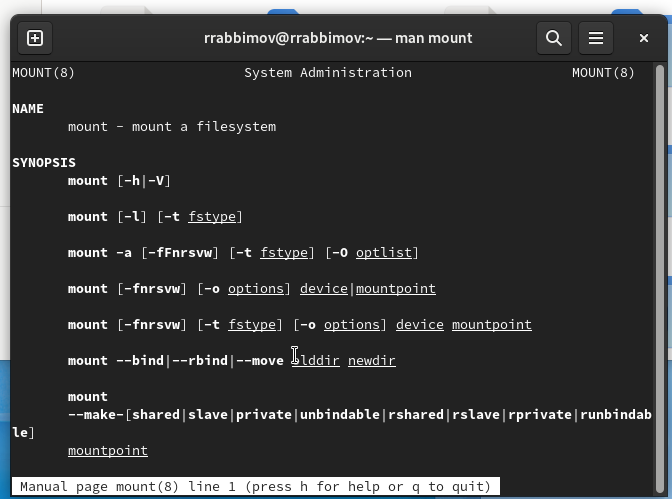 rrabbimov@rrabbimov:~ — man mount
MOUNT(8) System Administration MOUNT(8)
NAME
mount - mount a filesystem
SYNOPSIS
mount [-h|-V]
mount [-l] [-t fstype]
mount -a [-fFnrsvw] [-t fstype] [-O optlist]
mount [-fnrsvw] [-o options] device|mountpoint
mount [-fnrsvw] [-t fstype] [-o options] device mountpoint
mount --bind|--rbind|--move olddir newdir
mount
--make-[shared|slave|private|unbindable|rshared|rslave|rprivate|runbindab
le]
mountpoint
Manual page mount(8) line 1 (press h for help or q to quit)